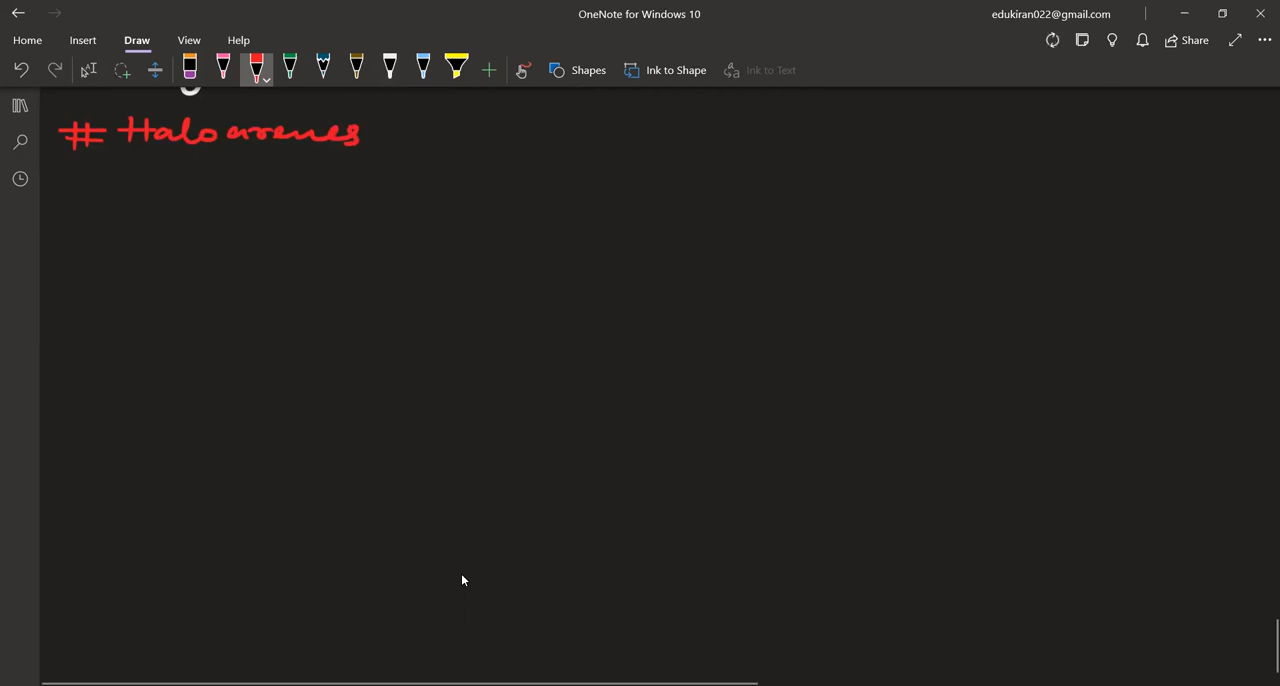 OneNote for Windows 10
edukiran022@gmail.com
Home Insert Draw View Help
Share
Shapes Ink to Shape Ink to Text
# Haloarenes